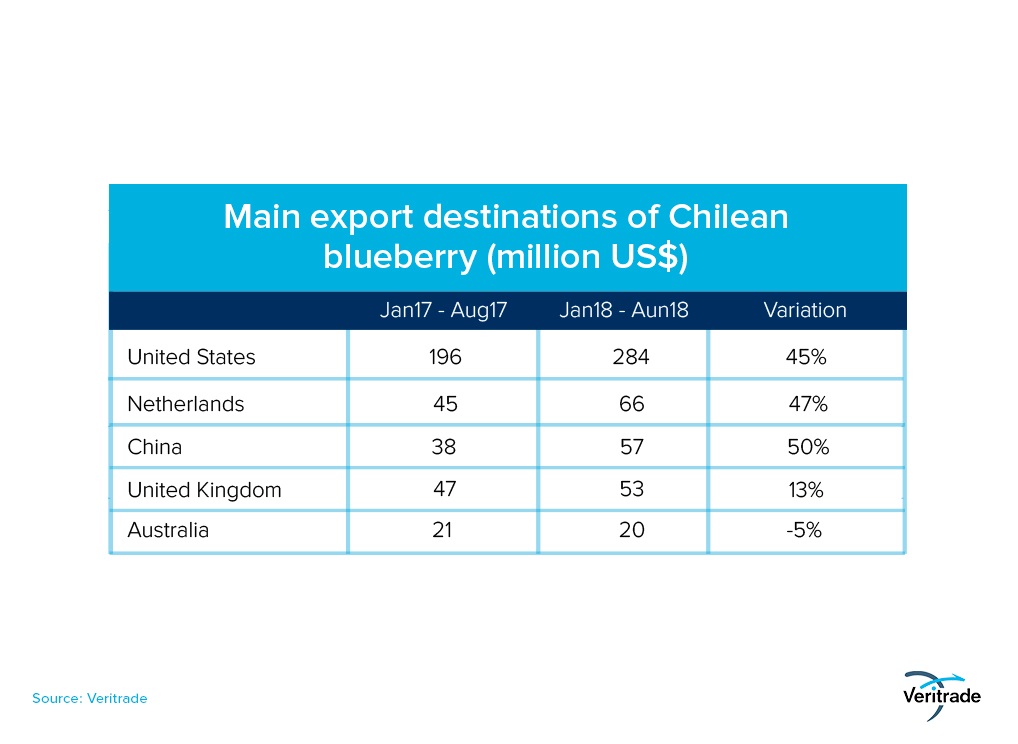 Main export destinations of Chilean
blueberry (million US$)
Jan17 - Aug17 Jan18 - Aun18 Variation
United States 196 284 45%
Netherlands 45 66 47%
China 38 57 50%
United Kingdom 47 53 13%
Australia 21 20 -5%
Source: Veritrade
Veritrade